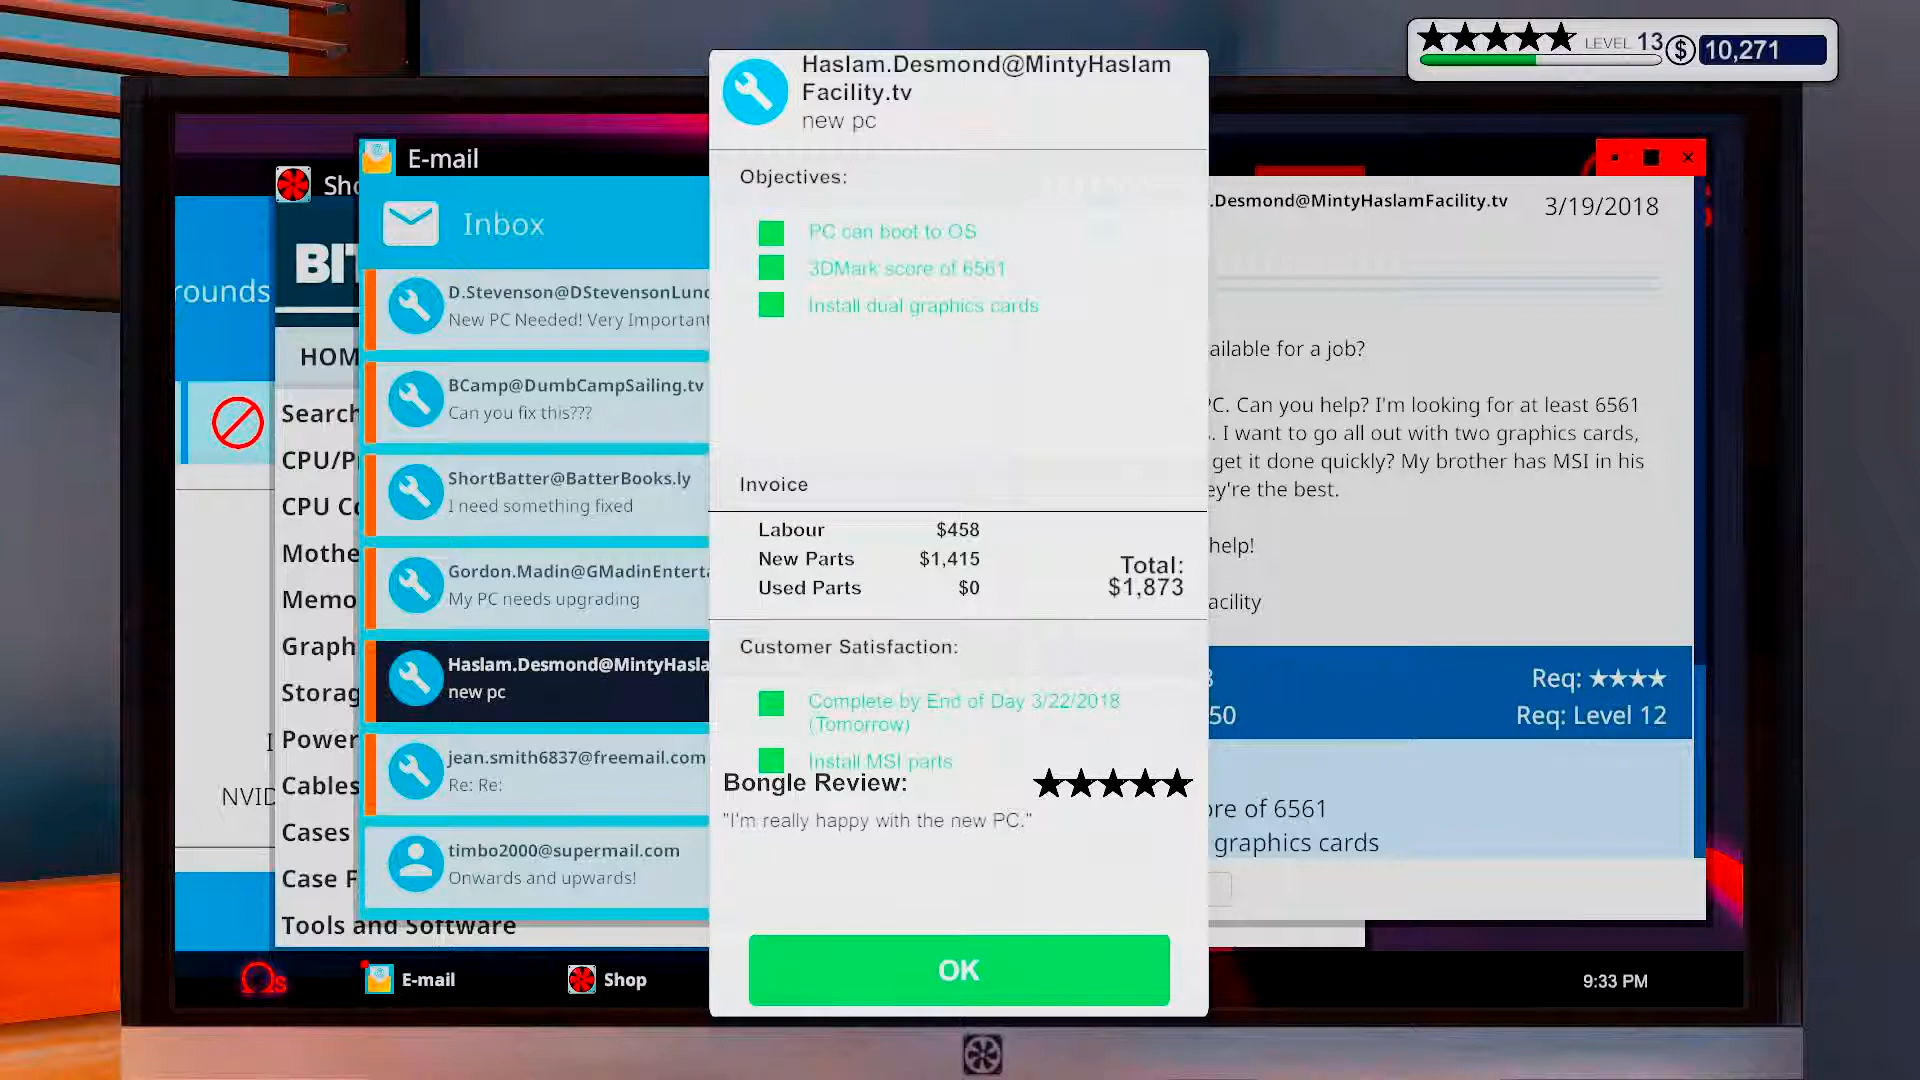 LEVEL 13
$ 10,271
Haslam.Desmond@MintyHaslam
Facility.tv
new pc
Objectives:
PC can boot to OS
3DMark score of 6561
Install dual graphics cards
Invoice
Labour $458
New Parts $1,415
Used Parts $0
Total:
$1,873
Customer Satisfaction:
Complete by End of Day 3/22/2018
(Tomorrow)
Install MSI parts
Bongle Review:
"I'm really happy with the new PC."
OK
E-mail
Inbox
D.Stevenson@DStevensonLund
New PC Needed! Very Important
BCamp@DumbCampSailing.tv
Can you fix this???
ShortBatter@BatterBooks.ly
I need something fixed
Gordon.Madin@GMadinEnterta
My PC needs upgrading
Haslam.Desmond@MintyHasla
new pc
jean.smith6837@freemail.com
Re: Re:
timbo2000@supermail.com
Onwards and upwards!
.Desmond@MintyHaslamFacility.tv
3/19/2018
ailable for a job?
PC. Can you help? I'm looking for at least 6561
. I want to go all out with two graphics cards,
get it done quickly? My brother has MSI in his
ey're the best.
help!
acility
Req: ★★★★
50
Req: Level 12
ore of 6561
graphics cards
Sho
BIT
HOM
Search
CPU/P
CPU Co
Mothe
Memo
Graph
Storag
Power
Cables
Cases
Case F
Tools and Software
rounds
NVID
Ωs
E-mail
Shop
9:33 PM